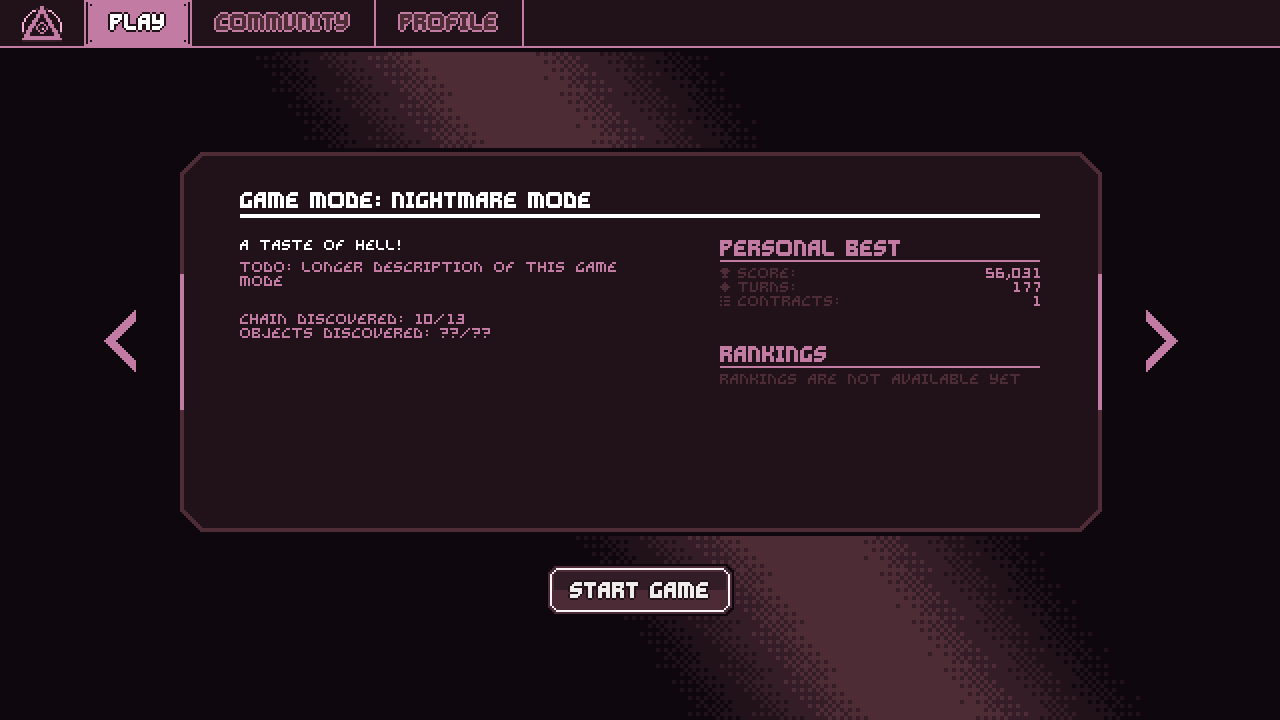 PLAY
COMMUNITY
PROFILE
GAME MODE: NIGHTMARE MODE
A TASTE OF HELL!
TODO: LONGER DESCRIPTION OF THIS GAME
MODE
CHAIN DISCOVERED: 10/13
OBJECTS DISCOVERED: ??/??
PERSONAL BEST
SCORE: 56,031
TURNS: 177
CONTRACTS: 1
RANKINGS
RANKINGS ARE NOT AVAILABLE YET
START GAME